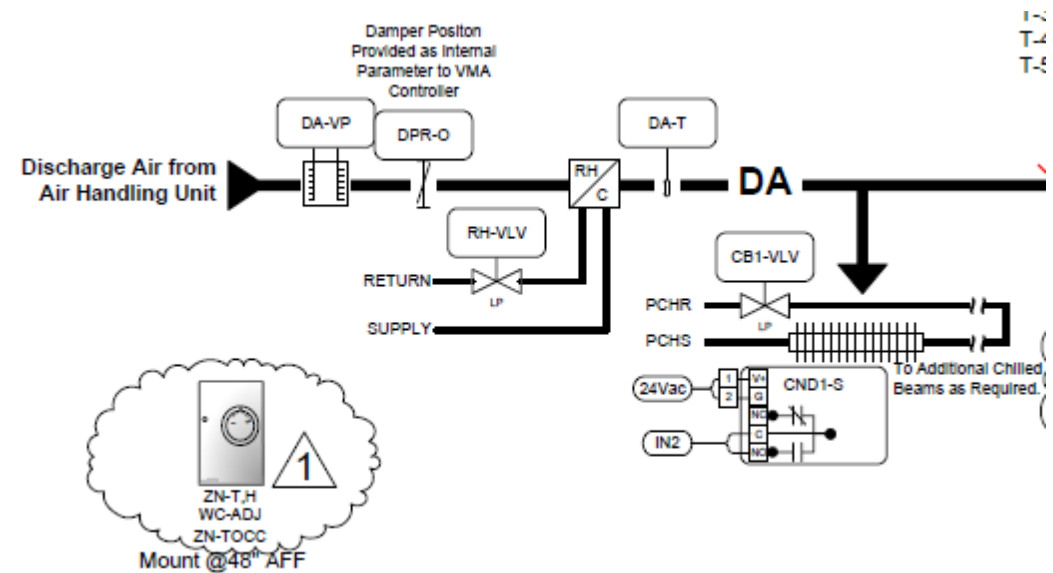 Damper Positon
Provided as Internal
Parameter to VMA
Controller
T-4
T-5
DA-VP
DPR-O
DA-T
Discharge Air from
Air Handling Unit
RH
C
DA
RH-VLV
CB1-VLV
RETURN
LP
PCHR
LP
SUPPLY
PCHS
To Additional Chilled
Beams as Required.
24Vac
1
2
V+
G
CND1-S
NC
C
NO
IN2
1
ZN-T,H
WC-ADJ
ZN-TOCC
Mount @48" AFF